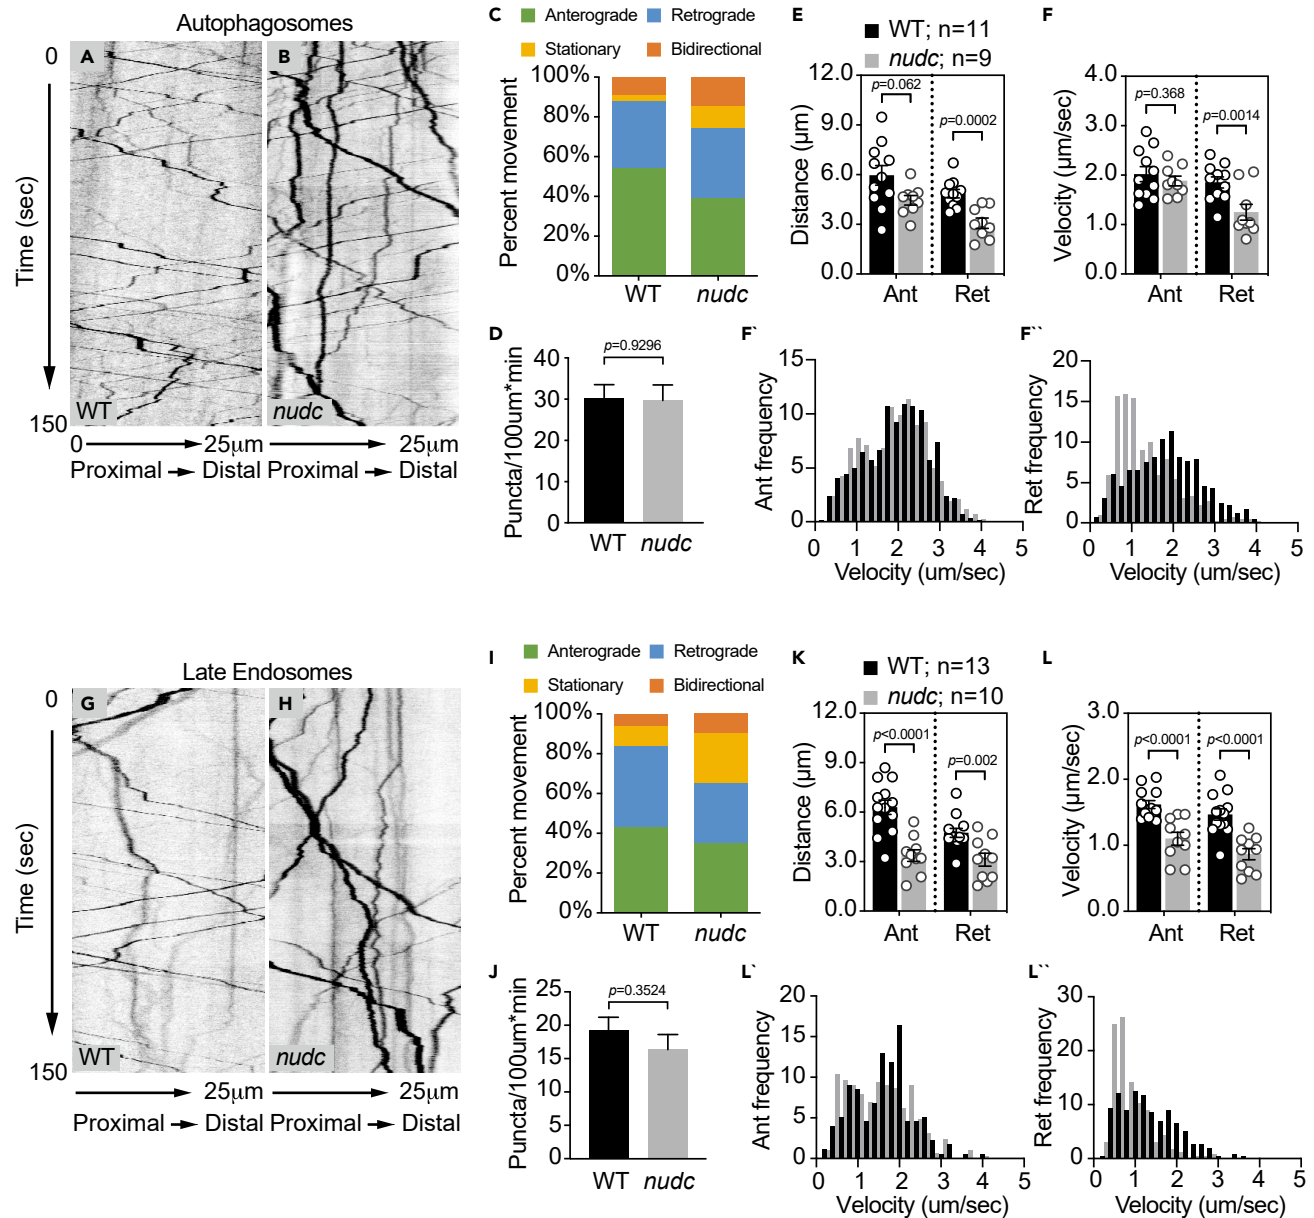 Autophagosomes
A
B
0
Time (sec)
150
WT
nudc
0
25μm
25μm
Proximal
Distal
Proximal
Distal
C
Anterograde
Retrograde
Stationary
Bidirectional
100%
80%
60%
40%
20%
0%
Percent movement
WT
nudc
D
p=0.9296
40
30
20
10
0
Puncta/100um*min
WT
nudc
E
WT; n=11
nudc; n=9
12.0
9.0
6.0
3.0
0.0
Distance (μm)
p=0.062
p=0.0002
Ant
Ret
F
4.0
3.0
2.0
1.0
0.0
Velocity (μm/sec)
p=0.368
p=0.0014
Ant
Ret
F`
15
10
5
0
Ant frequency
0 1 2 3 4 5
Velocity (um/sec)
F``
20
15
10
5
0
Ret frequency
0 1 2 3 4 5
Velocity (um/sec)
Late Endosomes
G
H
0
Time (sec)
150
WT
nudc
25μm
25μm
Proximal
Distal
Proximal
Distal
I
Anterograde
Retrograde
Stationary
Bidirectional
100%
80%
60%
40%
20%
0%
Percent movement
WT
nudc
J
p=0.3524
25
20
15
10
5
0
Puncta/100um*min
WT
nudc
K
WT; n=13
nudc; n=10
12.0
9.0
6.0
3.0
0.0
Distance (μm)
p<0.0001
p=0.002
Ant
Ret
L
3.0
2.0
1.0
0.0
Velocity (μm/sec)
p<0.0001
p<0.0001
Ant
Ret
L`
20
15
10
5
0
Ant frequency
0 1 2 3 4 5
Velocity (um/sec)
L``
30
20
10
0
Ret frequency
0 1 2 3 4 5
Velocity (um/sec)